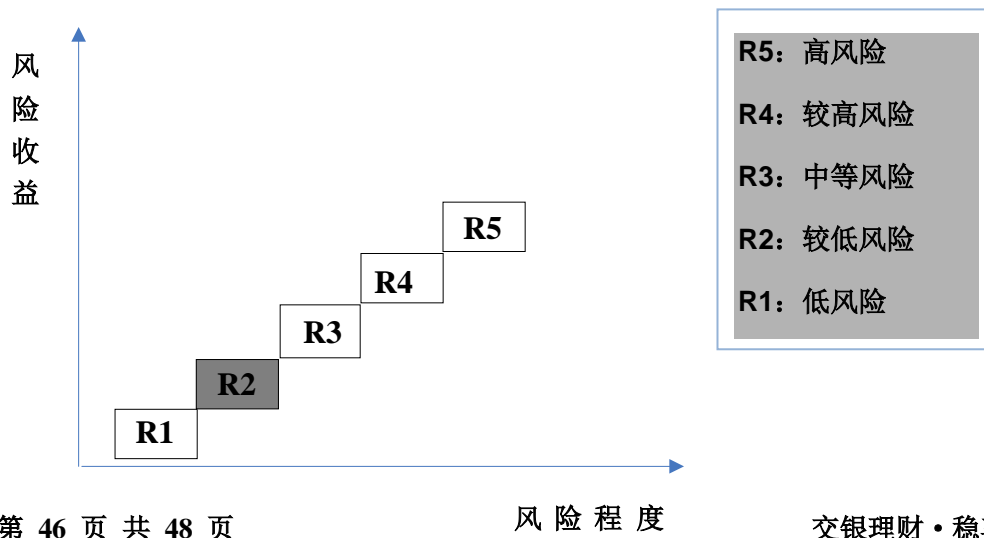 风
险
收
益
R5
R4
R3
R2
R1
风 险 程 度
R5：高风险
R4：较高风险
R3：中等风险
R2：较低风险
R1：低风险
第 46 页 共 48 页
交银理财·稳